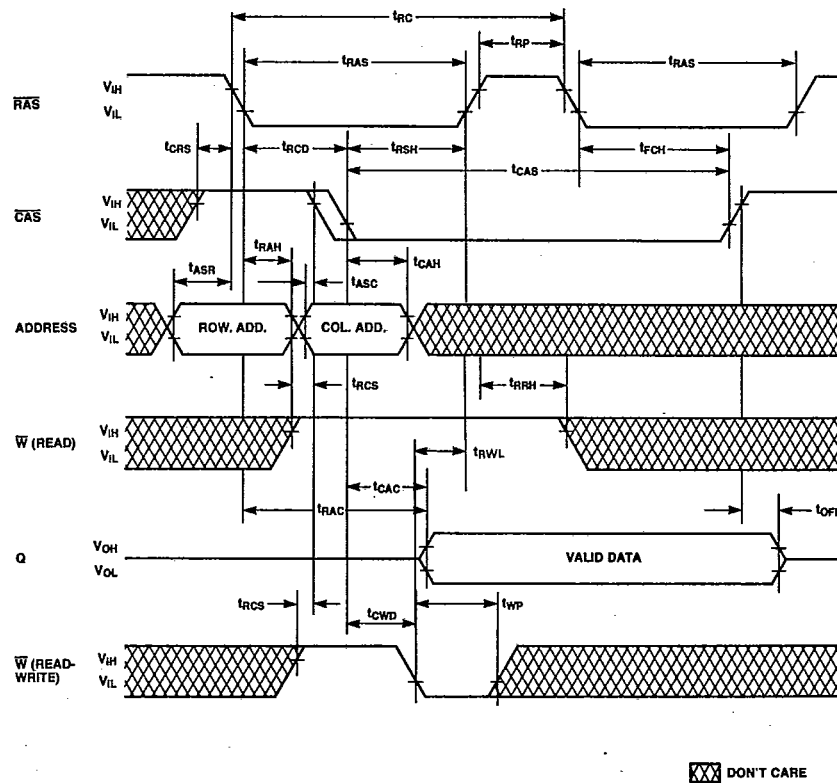 tRC
tRP
tRAS
tRAS
RAS
VIH
VIL
tCRS
tRCD
tRSH
tFCH
tCAS
CAS
VIH
VIL
tRAH
tCAH
tASR
tASC
ADDRESS
VIH
VIL
ROW. ADD.
COL. ADD.
tRCS
tRRH
W (READ)
VIH
VIL
tRWL
tCAC
tRAC
tOFF
Q
VOH
VOL
VALID DATA
tRCS
tCWD
tWP
W (READ-
WRITE)
VIH
VIL
DON'T CARE